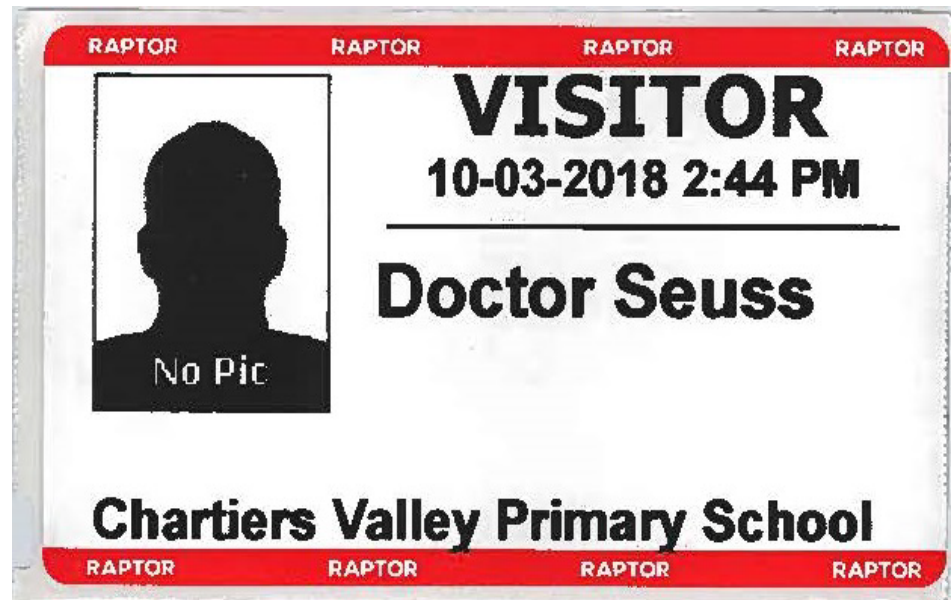 RAPTOR RAPTOR RAPTOR RAPTOR
VISITOR
10-03-2018 2:44 PM
Doctor Seuss
No Pic
Chartiers Valley Primary School
RAPTOR RAPTOR RAPTOR RAPTOR